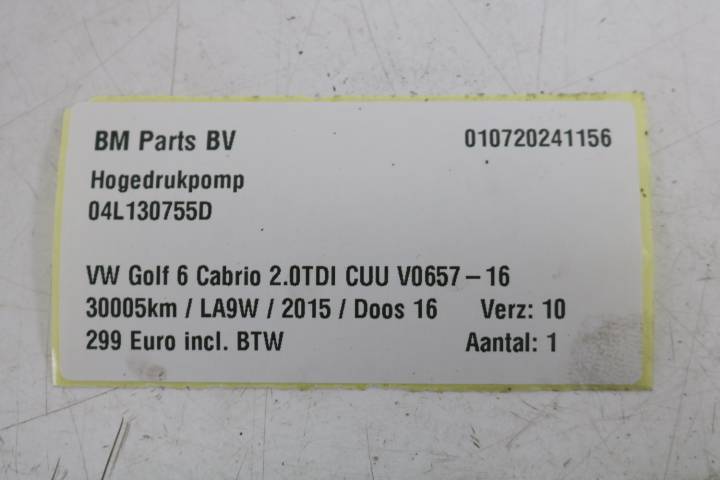 BM Parts BV 010720241156
Hogedrukpomp
04L130755D
VW Golf 6 Cabrio 2.0TDI CUU V0657-16
30005km / LA9W / 2015 / Doos 16 Verz: 10
299 Euro incl. BTW Aantal: 1